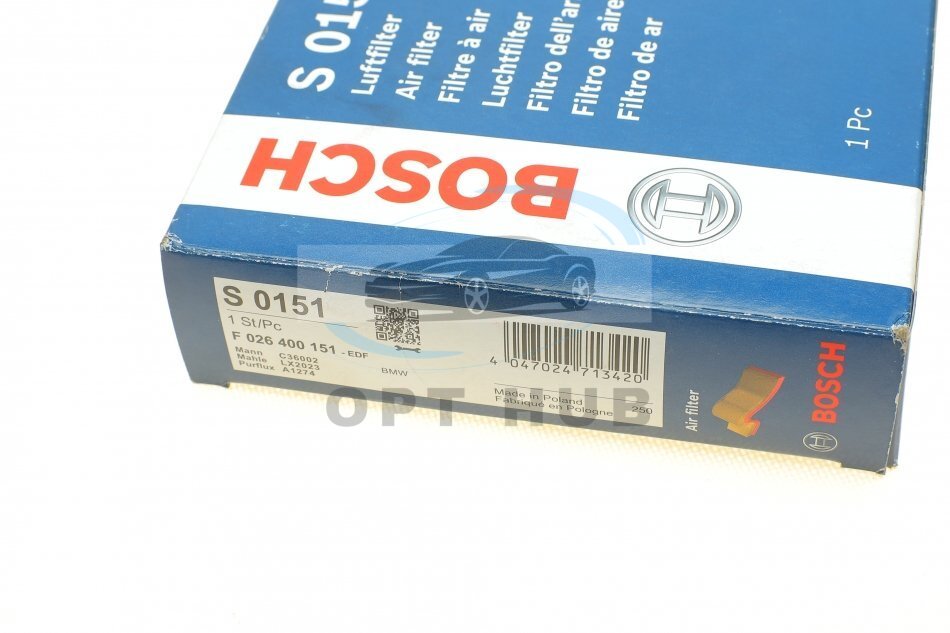 S 015
Luftfilter
Air filter
Filtre à air
Luchtfilter
Filtro dell'ar
Filtro de aire
Filtro de ar
1 Pc
BOSCH
S 0151
1 St/Pc
F 026 400 151 - EDF
Mann C36002
Mahle LX2023
Purflux A1274
BMW
4 047024 713420
Made in Poland
Fabriqué en Pologne 250
Air filter
BOSCH
OPT HUB